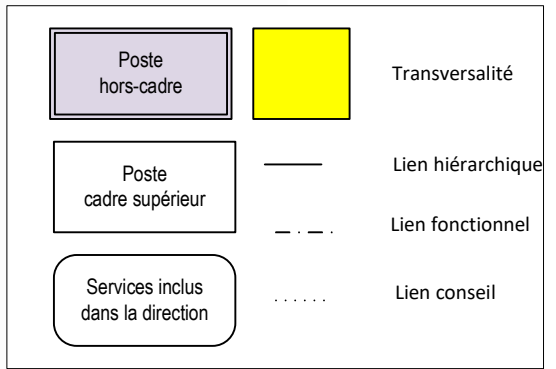 Poste
hors-cadre
Transversalité
Poste
cadre supérieur
Lien hiérarchique
Lien fonctionnel
Services inclus
dans la direction
Lien conseil